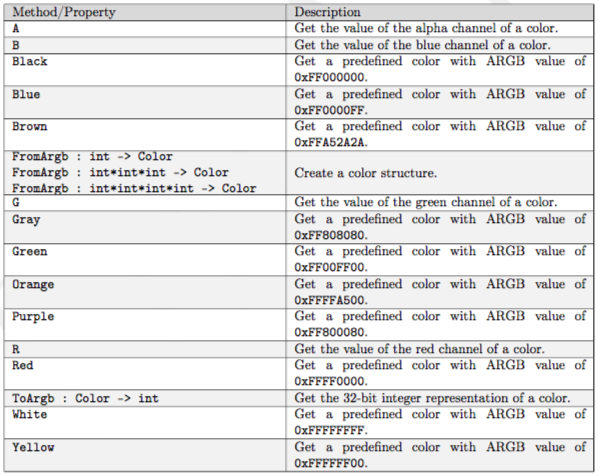 Method/Property Description
A Get the value of the alpha channel of a color.
B Get the value of the blue channel of a color.
Black Get a predefined color with ARGB value of
0xFF000000.
Blue Get a predefined color with ARGB value of
0xFF0000FF.
Brown Get a predefined color with ARGB value of
0xFFA52A2A.
FromArgb : int -> Color
FromArgb : int*int*int -> Color Create a color structure.
FromArgb : int*int*int*int -> Color
G Get the value of the green channel of a color.
Gray Get a predefined color with ARGB value of
0xFF808080.
Green Get a predefined color with ARGB value of
0xFF00FF00.
Orange Get a predefined color with ARGB value of
0xFFFFA500.
Purple Get a predefined color with ARGB value of
0xFF800080.
R Get the value of the red channel of a color.
Red Get a predefined color with ARGB value of
0xFFFF0000.
ToArgb : Color -> int Get the 32-bit integer representation of a color.
White Get a predefined color with ARGB value of
0xFFFFFFFF.
Yellow Get a predefined color with ARGB value of
0xFFFFFF00.